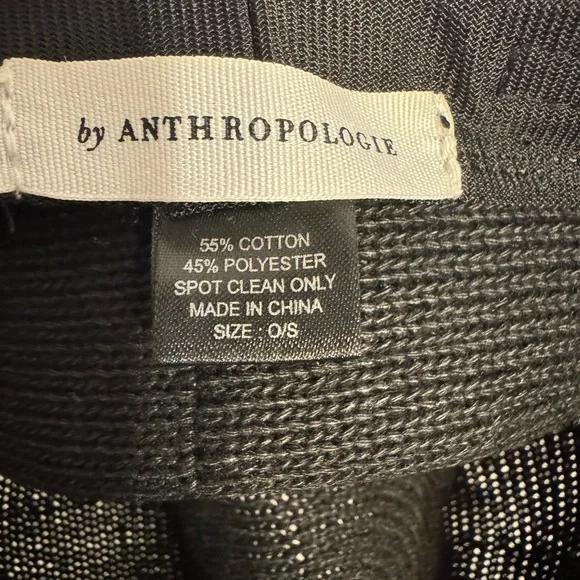 by ANTHROPOLOGIE
55% COTTON
45% POLYESTER
SPOT CLEAN ONLY
MADE IN CHINA
SIZE : O/S